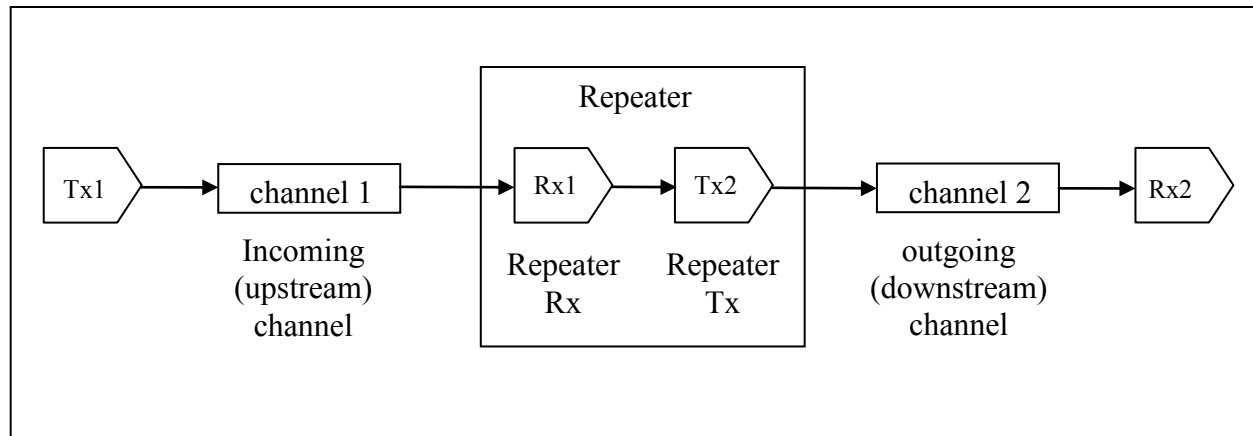 Repeater
Tx1
channel 1
Rx1
Tx2
channel 2
Rx2
Incoming
(upstream)
channel
Repeater
Rx
Repeater
Tx
outgoing
(downstream)
channel